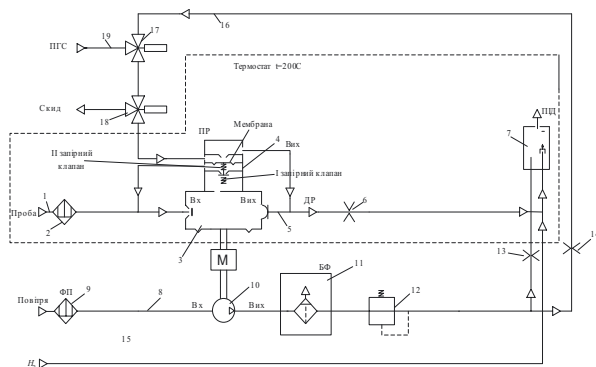 17
16
ПГС
19
Термостат t=200С
Скид
18
ПІД
7
ПР
Мембрана
4
Вих
ІІ запірний
клапан
І запірний клапан
1
Проба
2
Вх
Вих
ДР
6
5
3
М
13
БФ
11
ФП
9
Повітря
8
Вх
10
Вих
12
15
H,